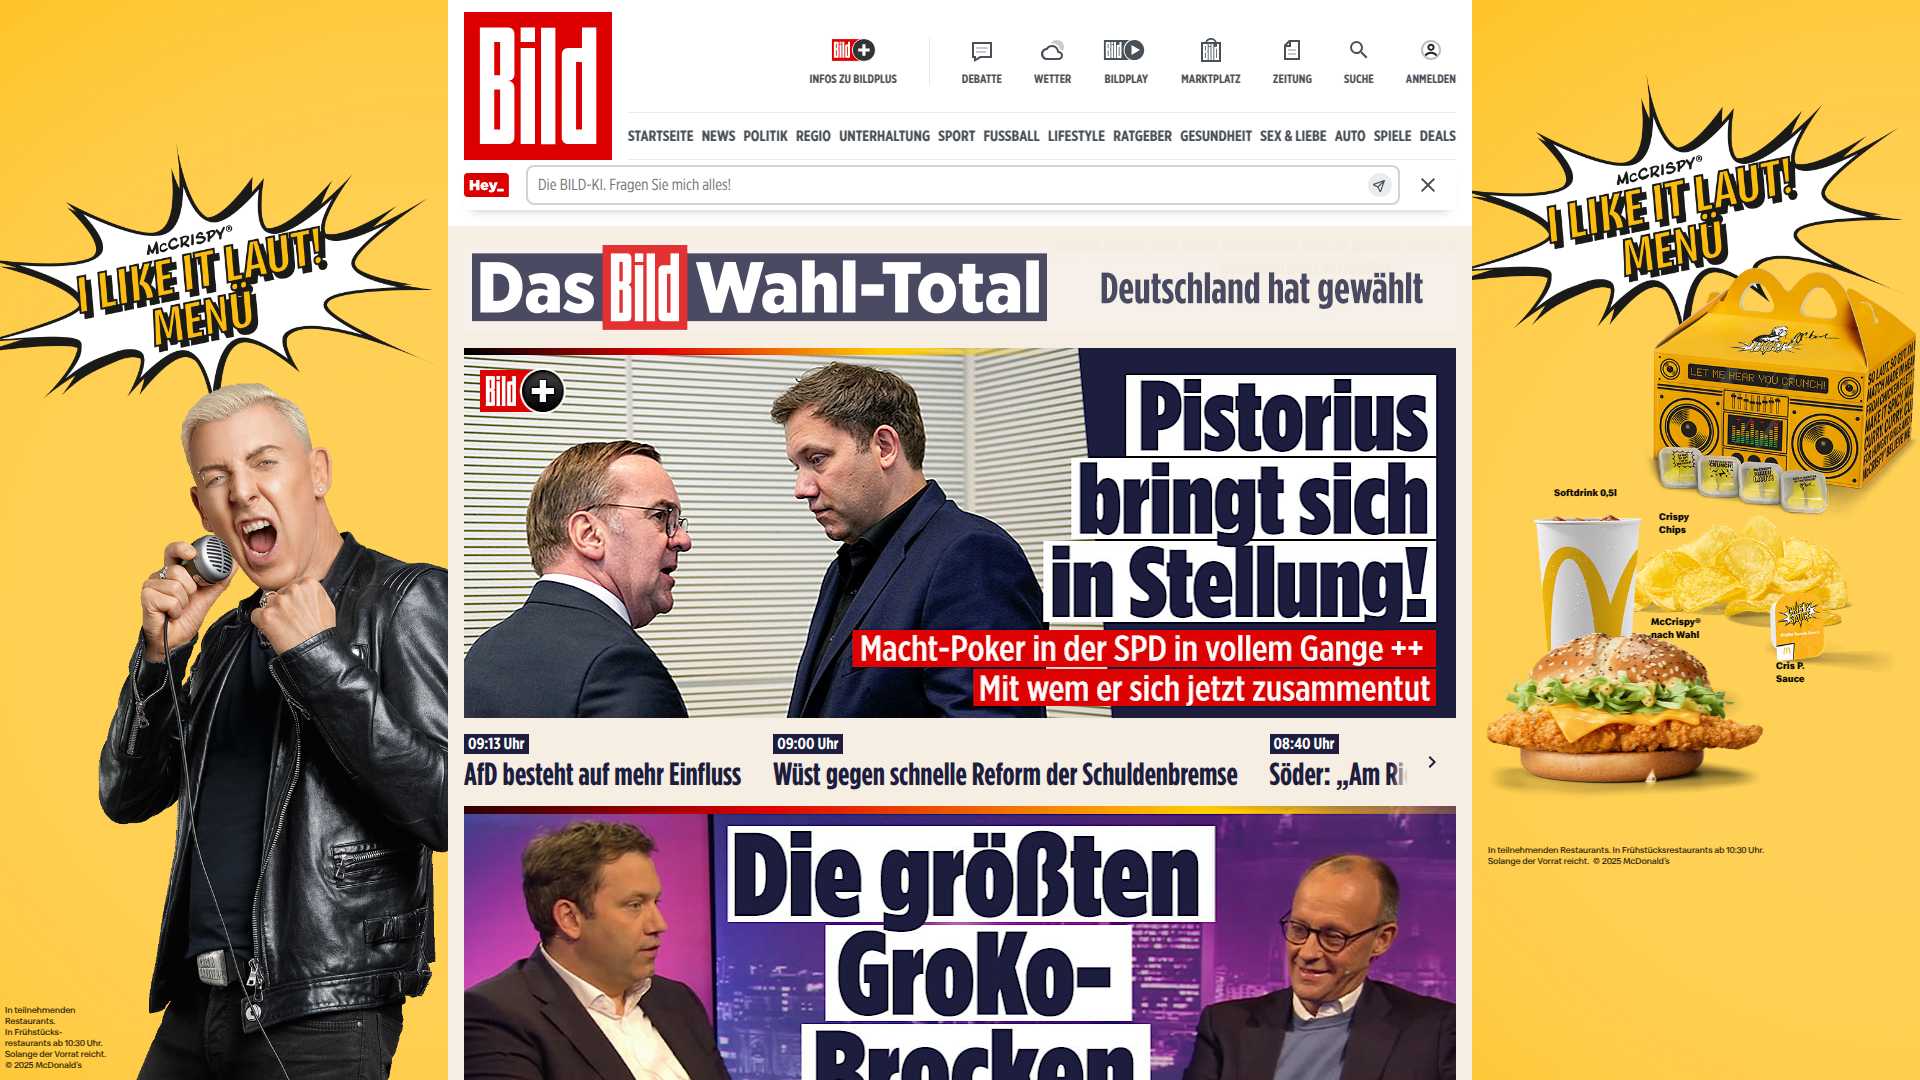 Bild
INFOS ZU BILDPLUS
DEBATTE
WETTER
BILDPLAY
MARKTPLATZ
ZEITUNG
SUCHE
ANMELDEN
STARTSEITE NEWS POLITIK REGIO UNTERHALTUNG SPORT FUSSBALL LIFESTYLE RATGEBER GESUNDHEIT SEX & LIEBE AUTO SPIELE DEALS
Hey_
Die BILD-KI. Fragen Sie mich alles!
Das Bild Wahl-Total
Deutschland hat gewählt
Bild +
Pistorius
bringt sich
in Stellung!
Macht-Poker in der SPD in vollem Gange ++
Mit wem er sich jetzt zusammentut
09:13 Uhr
AfD besteht auf mehr Einfluss
09:00 Uhr
Wüst gegen schnelle Reform der Schuldenbremse
08:40 Uhr
Söder: „Am Ri
Die größten
GroKo-
Brocken
McCRISPY®
I LIKE IT LAUT!
MENÜ
In teilnehmenden
Restaurants.
In Frühstücks-
restaurants ab 10:30 Uhr.
Solange der Vorrat reicht.
© 2025 McDonald's
McCRISPY®
I LIKE IT LAUT!
MENÜ
LET ME HEAR YOU CRUNCH!
Softdrink 0,5l
Crispy
Chips
McCrispy®
nach Wahl
Cris P.
Sauce
In teilnehmenden Restaurants. In Frühstücksrestaurants ab 10:30 Uhr.
Solange der Vorrat reicht. © 2025 McDonald's